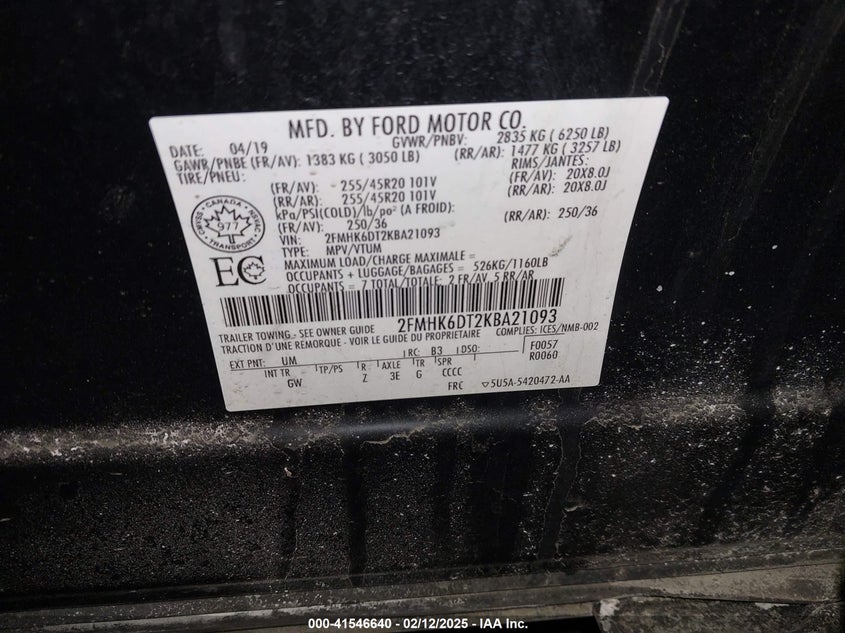 MFD. BY FORD MOTOR CO.
DATE: 04/19 GVWR/PNBV: 2835 KG ( 6250 LB)
GAWR/PNBE (FR/AV): 1383 KG ( 3050 LB) (RR/AR): 1477 KG ( 3257 LB)
TIRE/PNEU: RIMS/JANTES:
(FR/AV): 255/45R20 101V (FR/AV): 20X8.0J
(RR/AR): 255/45R20 101V (RR/AR): 20X8.0J
kPa/PSI(COLD)/lb/po² (A FROID):
(FR/AV): 250/36 (RR/AR): 250/36
VIN: 2FMHK6DT2KBA21093
TYPE: MPV/VTUM
MAXIMUM LOAD/CHARGE MAXIMALE =
OCCUPANTS + LUGGAGE/BAGAGES = 526KG/1160LB
OCCUPANTS = 7 TOTAL/TOTALE: 2 FR/AV, 5 RR/AR
CANADA
977
TRANSPORT
EC
2FMHK6DT2KBA21093
TRAILER TOWING - SEE OWNER GUIDE COMPLIES: ICES/NMB-002
TRACTION D'UNE REMORQUE - VOIR LE GUIDE DU PROPRIETAIRE
EXT PNT: UM RC: B3 DSO: F0057
INT TR TP/PS R AXLE TR SPR R0060
GW Z 3E G CCCC
FRC ▽5U5A-5420472-AA
000-41546640 - 02/12/2025 - IAA Inc.